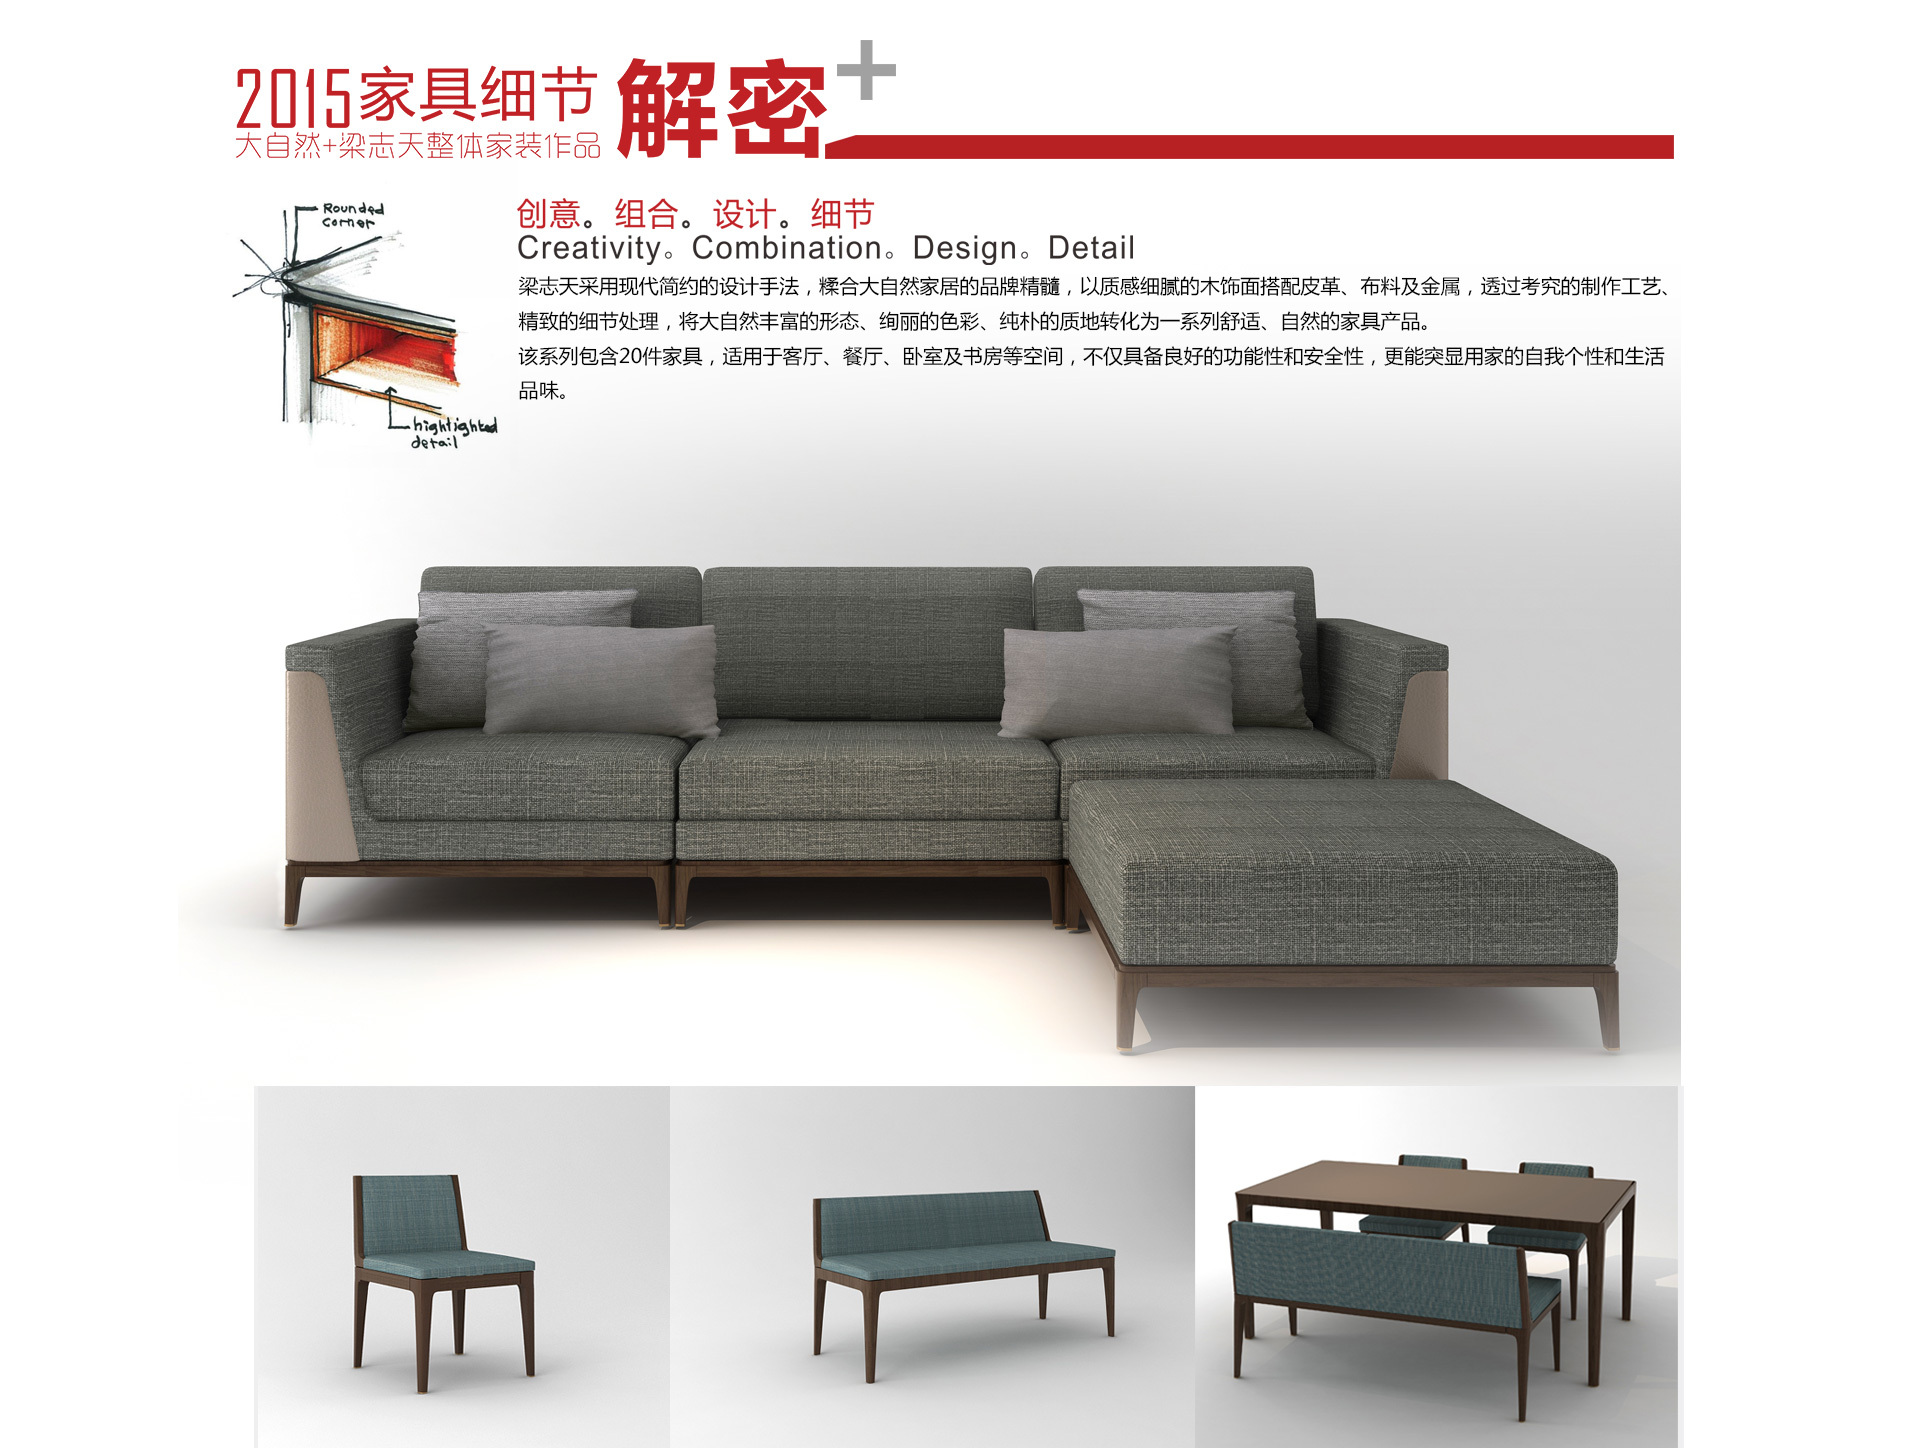 2015家具细节 解密+
大自然+梁志天整体家装作品
Rounded
corner
hightighted
detail
创意。组合。设计。细节
Creativity。Combination。Design。Detail
梁志天采用现代简约的设计手法，糅合大自然家居的品牌精髓，以质感细腻的木饰面搭配皮革、布料及金属，透过考究的制作工艺、
精致的细节处理，将大自然丰富的形态、绚丽的色彩、纯朴的质地转化为一系列舒适、自然的家具产品。
该系列包含20件家具，适用于客厅、餐厅、卧室及书房等空间，不仅具备良好的功能性和安全性，更能突显用家的自我个性和生活
品味。